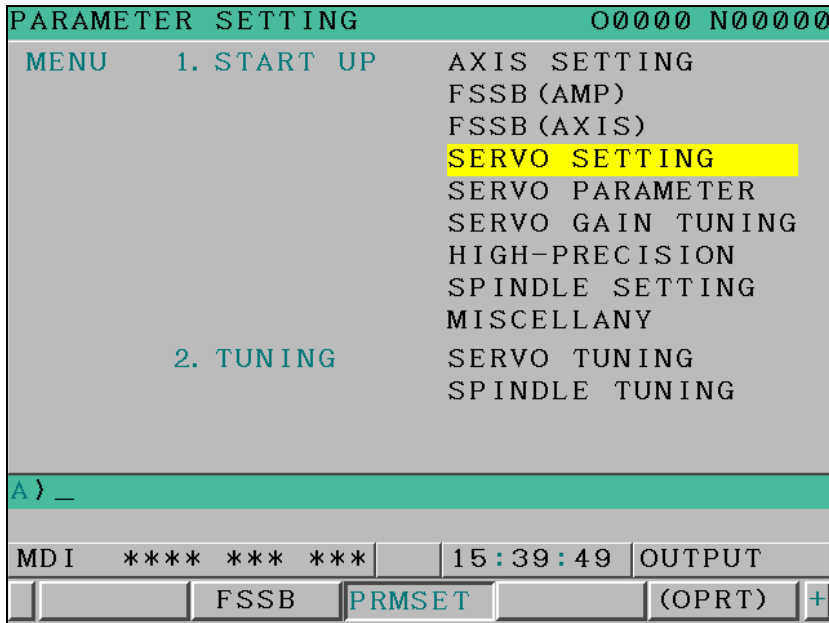 PARAMETER SETTING O0000 N00000
MENU 1. START UP AXIS SETTING
FSSB(AMP)
FSSB(AXIS)
SERVO SETTING
SERVO PARAMETER
SERVO GAIN TUNING
HIGH-PRECISION
SPINDLE SETTING
MISCELLANY
2. TUNING SERVO TUNING
SPINDLE TUNING
A)_
MDI **** *** *** 15:39:49 OUTPUT
FSSB PRMSET (OPRT) +